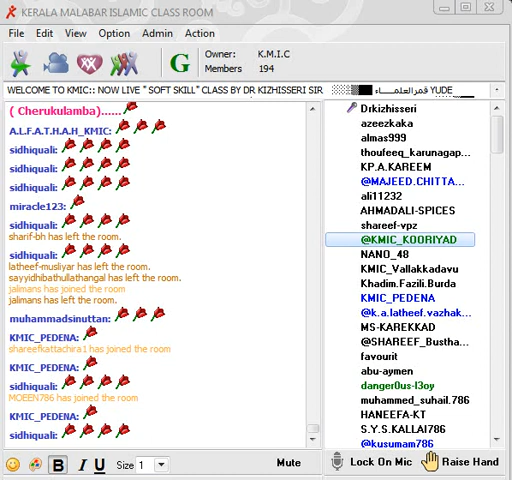 KERALA MALABAR ISLAMIC CLASS ROOM
File Edit View Option Admin Action
G
Owner: K.M.I.C
Members 194
WELCOME TO KMIC:: NOW LIVE " SOFT SKILL" CLASS BY DR KIZHISSERI SIR ░░░▓▓ قمرالعلمــــاء ░░▓▓ YUDE
( Cherukulamba)......
A.L.F.A.T.H.A.H_KMIC:
sidhiquali:
miracle123:
sidhiquali:
sharif-bh has left the room.
sidhiquali:
latheef-musliyar has left the room.
sayyidhibathullathangal has left the room.
jalimans has joined the room
jalimans has left the room.
muhammadsinuttan:
KMIC_PEDENA:
shareefkattachira1 has joined the room
KMIC_PEDENA:
sidhiquali:
MOEEN786 has joined the room
KMIC_PEDENA:
sidhiquali:
B I U Size 1 Mute
Drkizhisseri
azeezkaka
almas999
thoufeeq_karunagap...
KP.A.KAREEM
@MAJEED.CHITTA...
ali11232
AHMADALI-SPICES
shareef-vpz
@KMIC_KOORIYAD
NANO_48
KMIC_Vallakkadavu
Khadim.Fazili.Burda
KMIC_PEDENA
@k.a.latheef.vazhak...
MS-KAREKKAD
@SHAREEF_Bustha...
favourit
abu-aymen
danger0us-l3oy
muhammed_suhail.786
HANEEFA-KT
S.Y.S.KALLAI786
@kusumam786
Lock On Mic Raise Hand